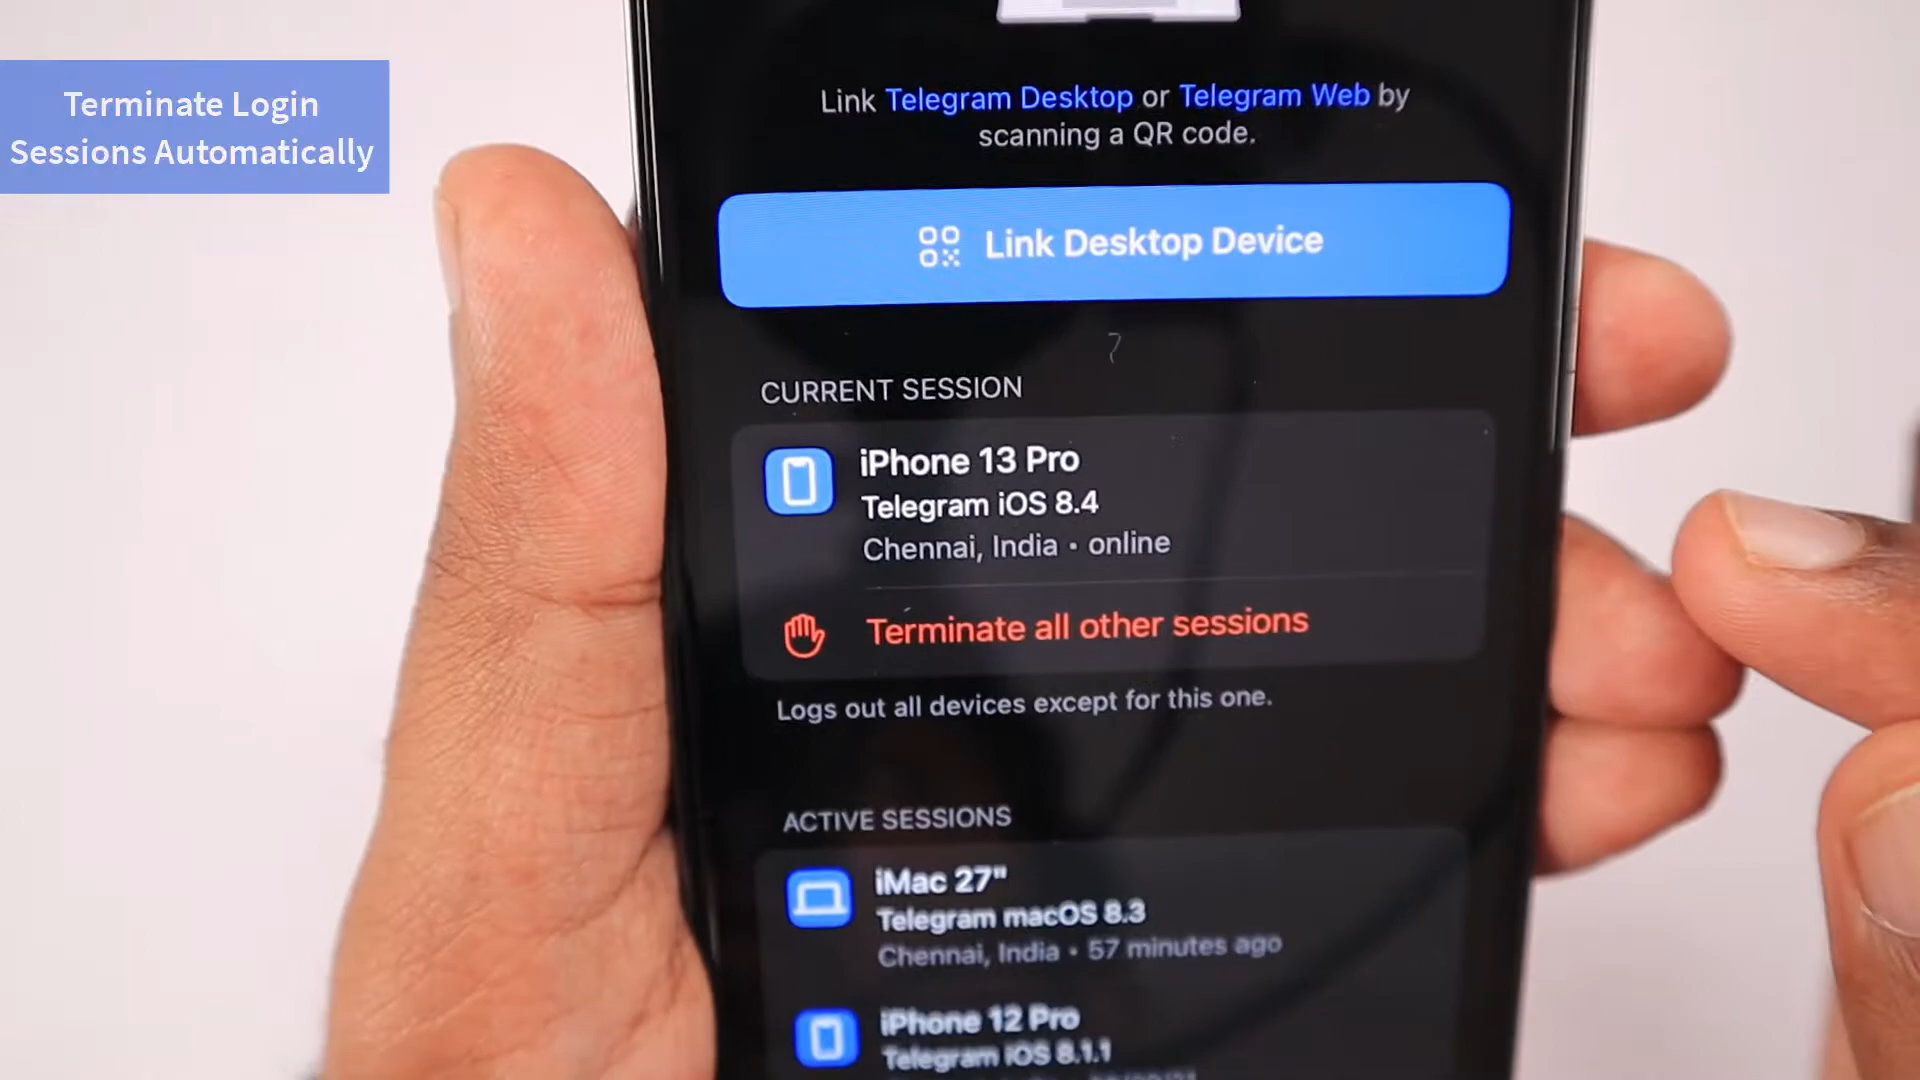 Terminate Login
Sessions Automatically
Link Telegram Desktop or Telegram Web by
scanning a QR code.
Link Desktop Device
CURRENT SESSION
iPhone 13 Pro
Telegram iOS 8.4
Chennai, India • online
Terminate all other sessions
Logs out all devices except for this one.
ACTIVE SESSIONS
iMac 27"
Telegram macOS 8.3
Chennai, India • 57 minutes ago
iPhone 12 Pro
Telegram iOS 8.1.1